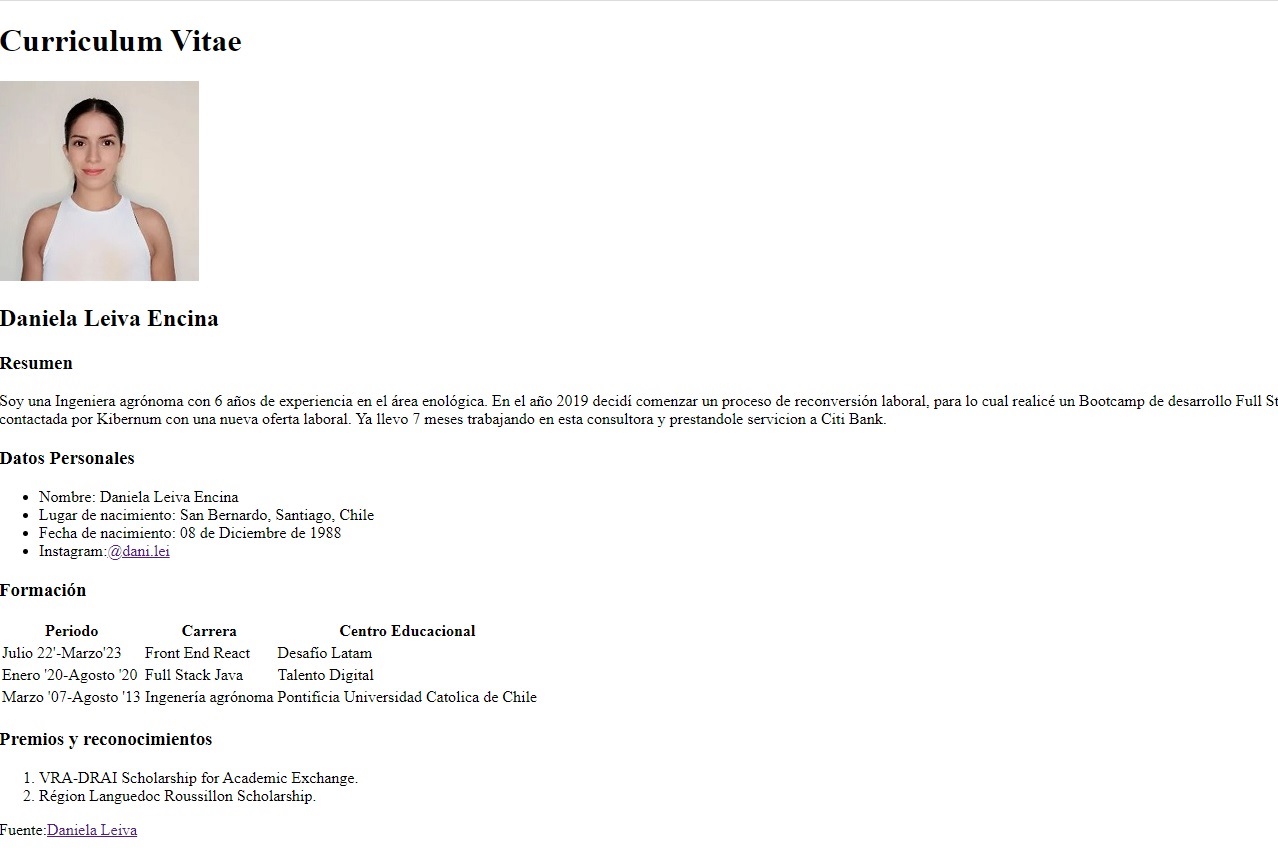 Curriculum Vitae
Daniela Leiva Encina
Resumen
Soy una Ingeniera agrónoma con 6 años de experiencia en el área enológica. En el año 2019 decidí comenzar un proceso de reconversión laboral, para lo cual realicé un Bootcamp de desarrollo Full St
contactada por Kibernum con una nueva oferta laboral. Ya llevo 7 meses trabajando en esta consultora y prestandole servicion a Citi Bank.
Datos Personales
• Nombre: Daniela Leiva Encina
• Lugar de nacimiento: San Bernardo, Santiago, Chile
• Fecha de nacimiento: 08 de Diciembre de 1988
• Instagram:@dani.lei
Formación
Periodo Carrera Centro Educacional
Julio 22'-Marzo'23 Front End React Desafío Latam
Enero '20-Agosto '20 Full Stack Java Talento Digital
Marzo '07-Agosto '13 Ingenería agrónoma Pontificia Universidad Catolica de Chile
Premios y reconocimientos
1. VRA-DRAI Scholarship for Academic Exchange.
2. Région Languedoc Roussillon Scholarship.
Fuente:Daniela Leiva